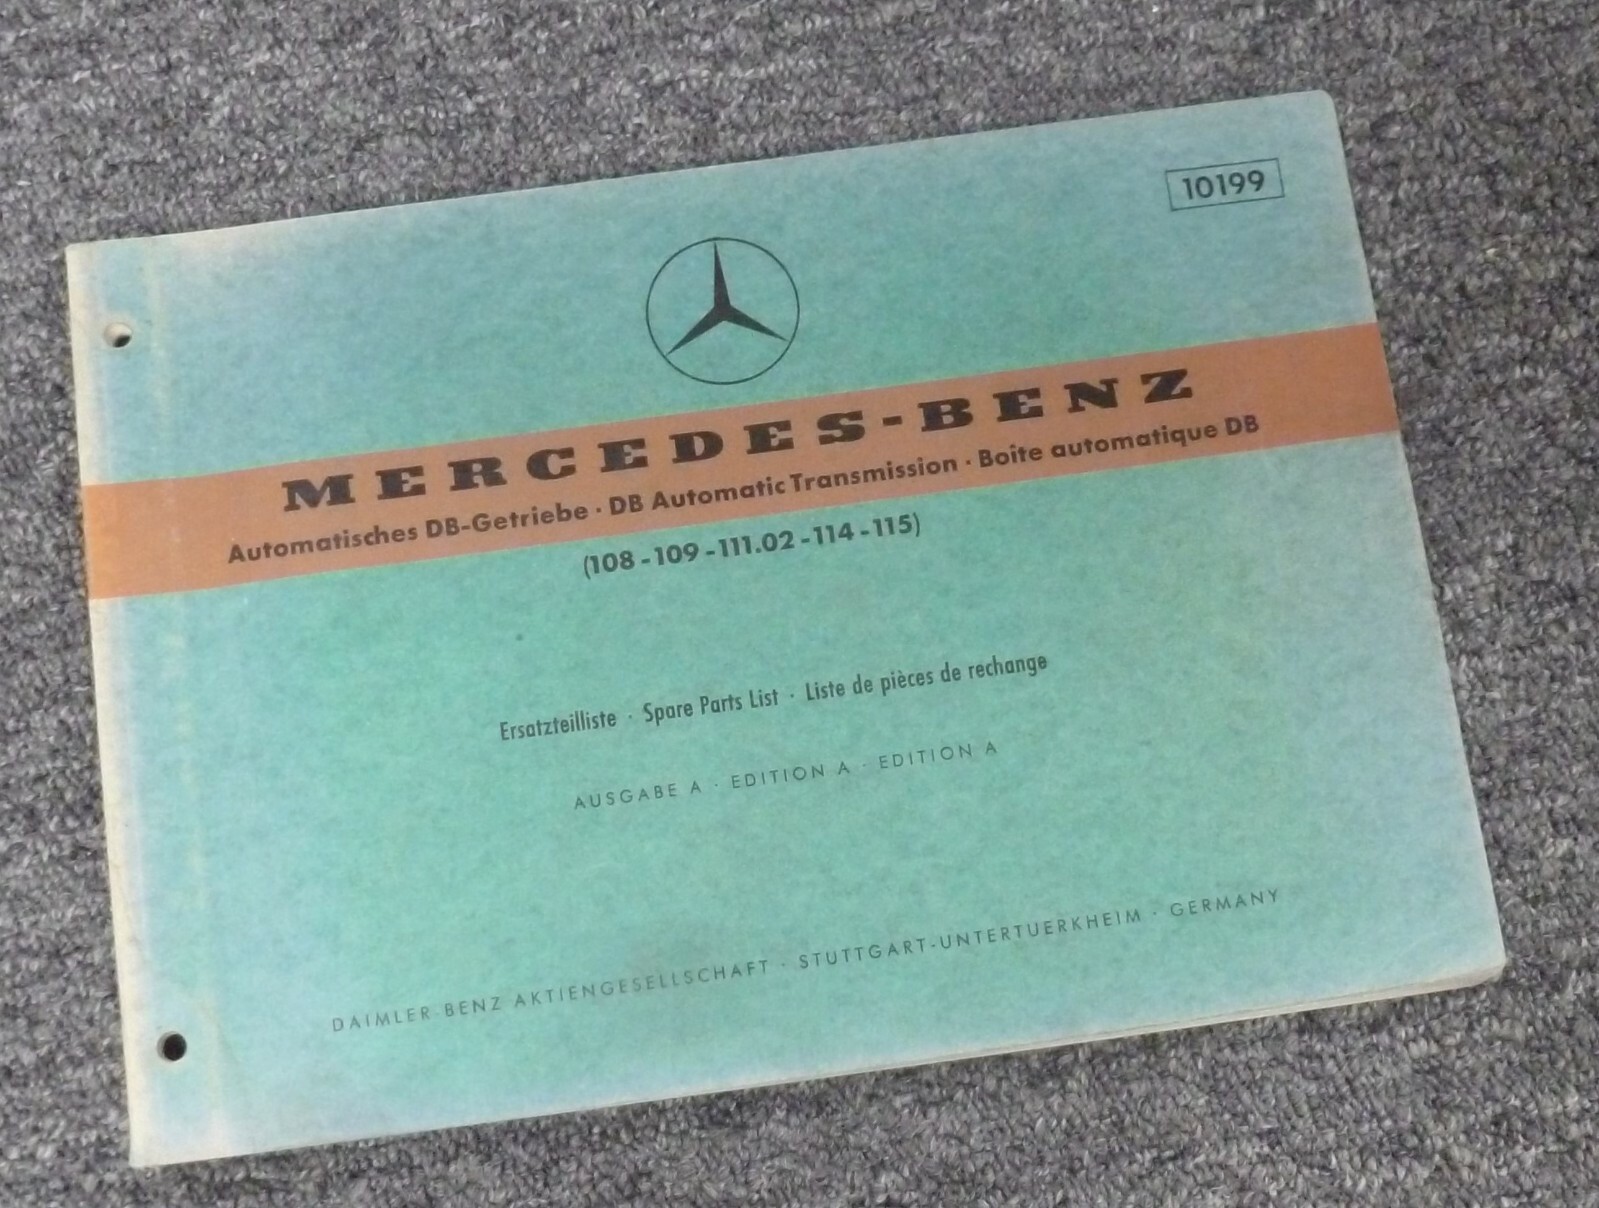 10199
MERCEDES-BENZ
Automatisches DB-Getriebe · DB Automatic Transmission · Boîte automatique DB
(108 - 109 - 111.02 - 114 - 115)
Ersatzteilliste · Spare Parts List · Liste de pièces de rechange
AUSGABE A · EDITION A · EDITION A
DAIMLER-BENZ AKTIENGESELLSCHAFT · STUTTGART-UNTERTUERKHEIM · GERMANY